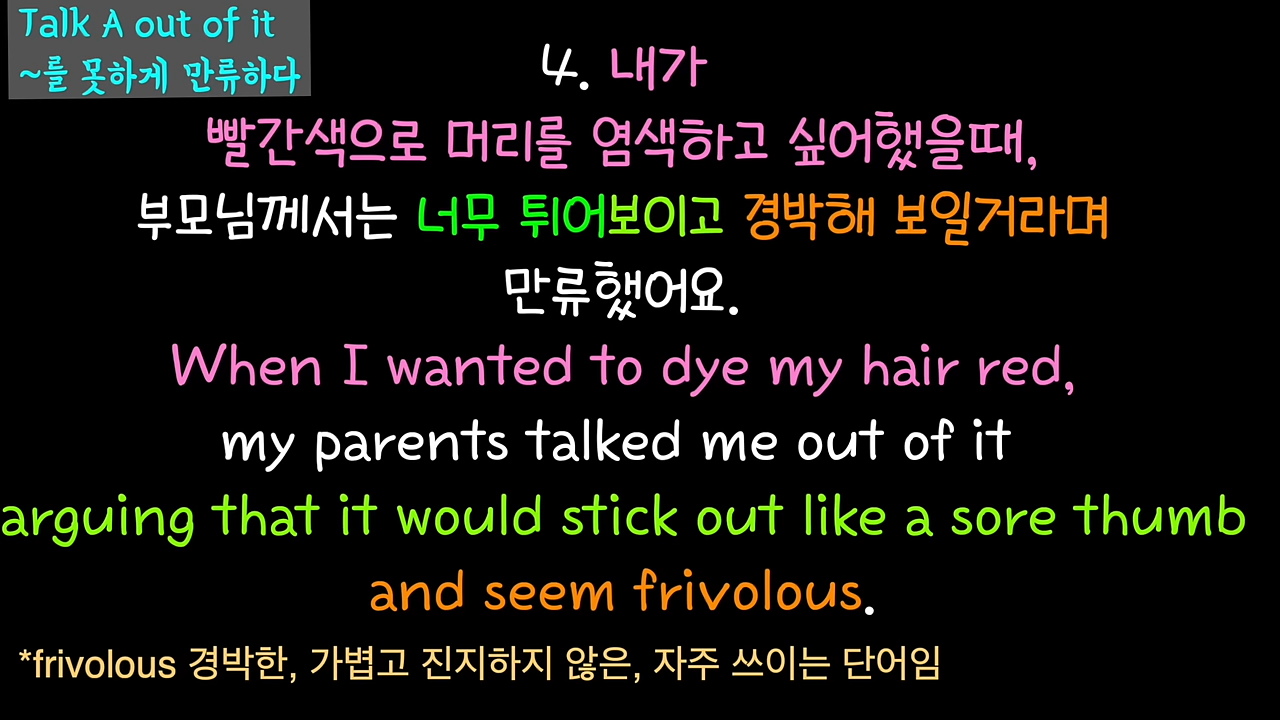 Talk A out of it
~를 못하게 만류하다
4. 내가
빨간색으로 머리를 염색하고 싶어했을때,
부모님께서는 너무 튀어보이고 경박해 보일거라며
만류했어요.
When I wanted to dye my hair red,
my parents talked me out of it
arguing that it would stick out like a sore thumb
and seem frivolous.
*frivolous 경박한, 가볍고 진지하지 않은, 자주 쓰이는 단어임